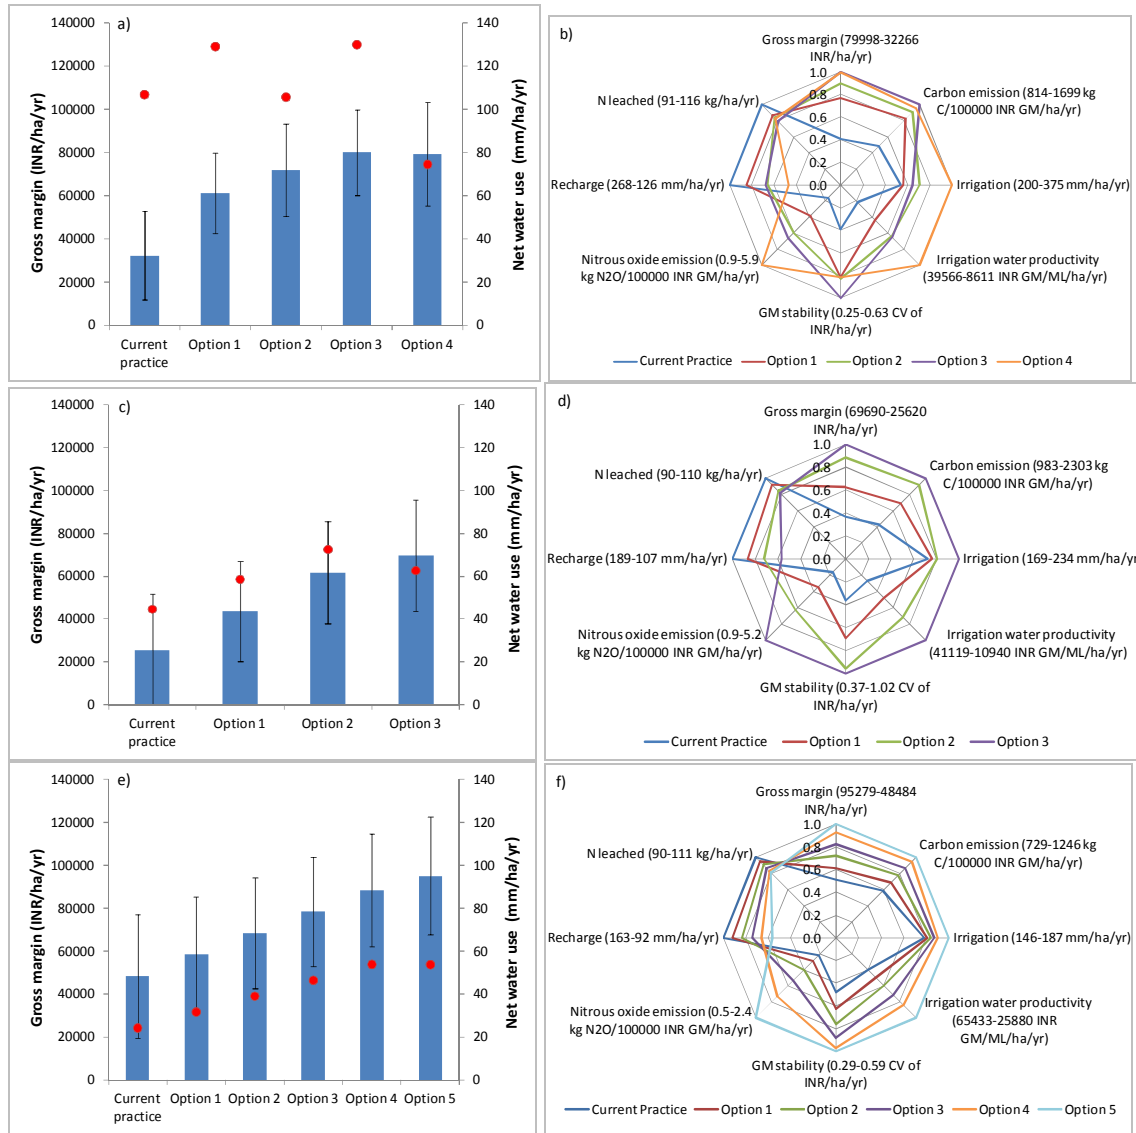 a)
140000
120000
100000
80000
60000
40000
20000
0
Gross margin (INR/ha/yr)
140
120
100
80
60
40
20
0
Net water use (mm/ha/yr)
Current practice
Option 1
Option 2
Option 3
Option 4
b)
Gross margin (79998-32266
INR/ha/yr)
Carbon emission (814-1699 kg
C/100000 INR GM/ha/yr)
Irrigation (200-375 mm/ha/yr)
Irrigation water productivity
(39566-8611 INR GM/ML/ha/yr)
GM stability (0.25-0.63 CV of
INR/ha/yr)
Nitrous oxide emission (0.9-5.9
kg N2O/100000 INR GM/ha/yr)
Recharge (268-126 mm/ha/yr)
N leached (91-116 kg/ha/yr)
1.0
0.8
0.6
0.4
0.2
0.0
Current Practice Option 1 Option 2 Option 3 Option 4
c)
140000
120000
100000
80000
60000
40000
20000
0
Gross margin (INR/ha/yr)
140
120
100
80
60
40
20
0
Net water use (mm/ha/yr)
Current practice
Option 1
Option 2
Option 3
d)
Gross margin (69690-25620
INR/ha/yr)
Carbon emission (983-2303 kg
C/100000 INR GM/ha/yr)
Irrigation (169-234 mm/ha/yr
Irrigation water productivity
(41119-10940 INR GM/ML/ha/yr)
GM stability (0.37-1.02 CV of
INR/ha/yr)
Nitrous oxide emission (0.9-5.2
kg N2O/100000 INR GM/ha/yr)
Recharge (189-107 mm/ha/yr)
N leached (90-110 kg/ha/yr)
1.0
0.8
0.6
0.4
0.2
0.0
Current Practice Option 1 Option 2 Option 3
e)
140000
120000
100000
80000
60000
40000
20000
0
Gross margin (INR/ha/yr)
140
120
100
80
60
40
20
0
Net water use (mm/ha/yr)
Current practice
Option 1
Option 2
Option 3
Option 4
Option 5
f)
Gross margin (95279-48484
INR/ha/yr)
Carbon emission (729-1246 kg
C/100000 INR GM/ha/yr)
Irrigation (146-187 mm/ha/yr)
Irrigation water productivity
(65433-25880 INR
GM/ML/ha/yr)
GM stability (0.29-0.59 CV of
INR/ha/yr)
Nitrous oxide emission (0.5-2.4
kg N2O/100000 INR GM/ha/yr)
Recharge (163-92 mm/ha/yr)
N leached (90-111 kg/ha/yr)
1.0
0.8
0.6
0.4
0.2
0.0
Current Practice Option 1 Option 2 Option 3 Option 4 Option 5